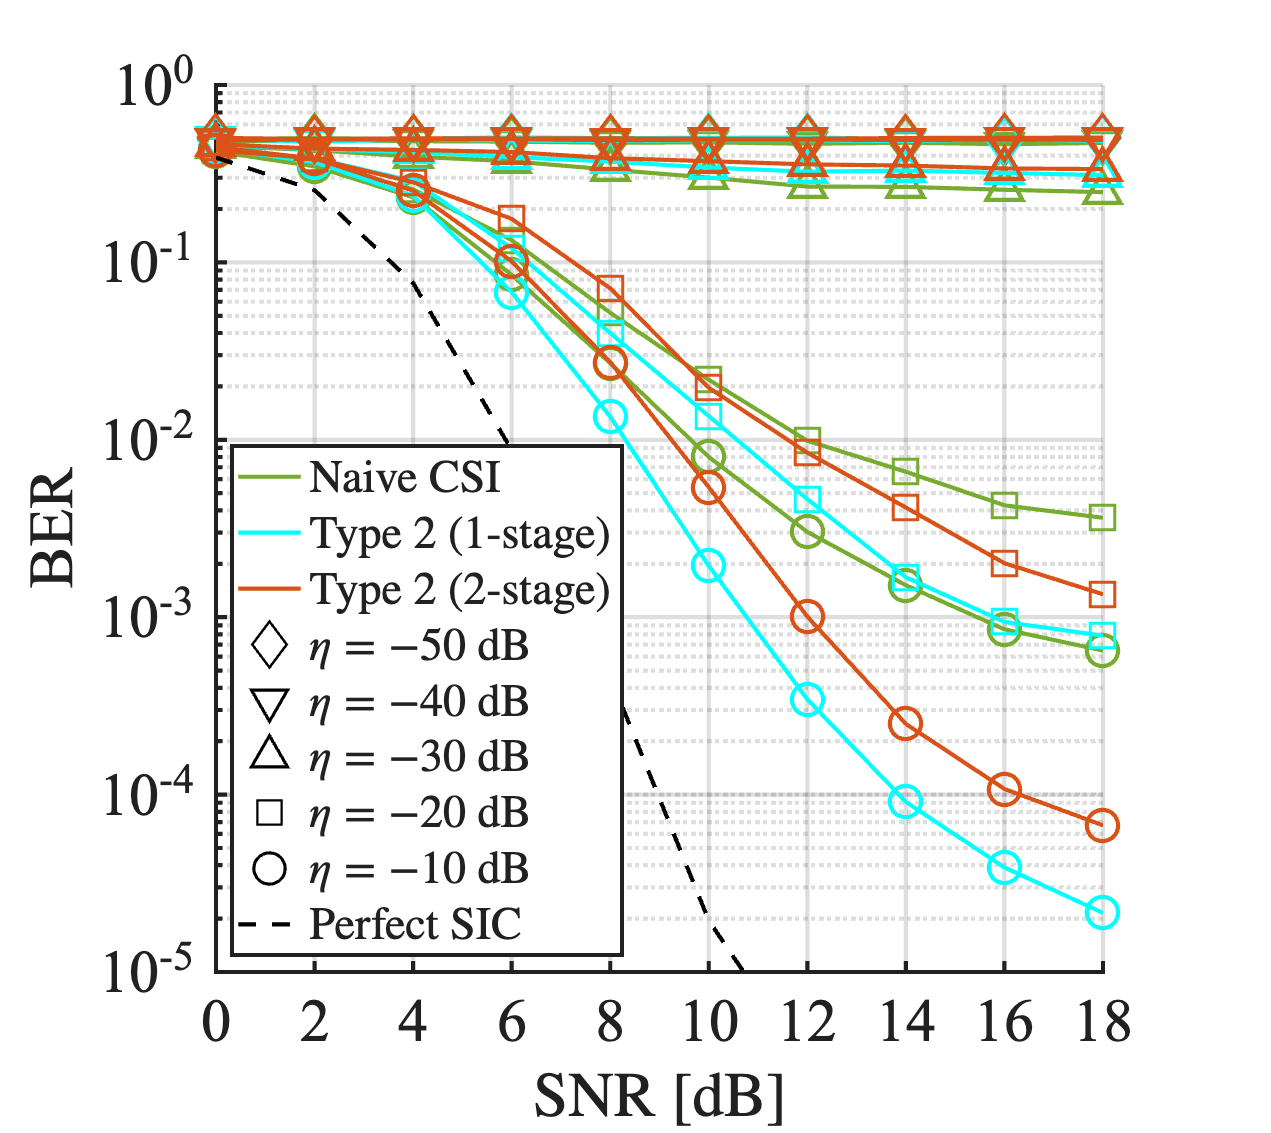 10^0
10^-1
10^-2
10^-3
10^-4
10^-5
BER
Naive CSI
Type 2 (1-stage)
Type 2 (2-stage)
η = −50 dB
η = −40 dB
η = −30 dB
η = −20 dB
η = −10 dB
Perfect SIC
0 2 4 6 8 10 12 14 16 18
SNR [dB]